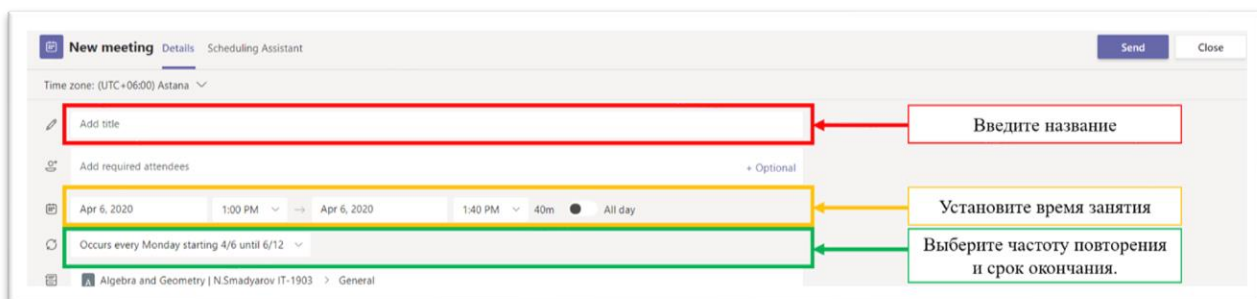 New meeting Details Scheduling Assistant Send Close
Time zone: (UTC+06:00) Astana
Add title
Введите название
Add required attendees + Optional
Apr 6, 2020 1:00 PM → Apr 6, 2020 1:40 PM 40m All day
Установите время занятия
Occurs every Monday starting 4/6 until 6/12
Выберите частоту повторения
и срок окончания.
A Algebra and Geometry | N.Smadyarov IT-1903 > General